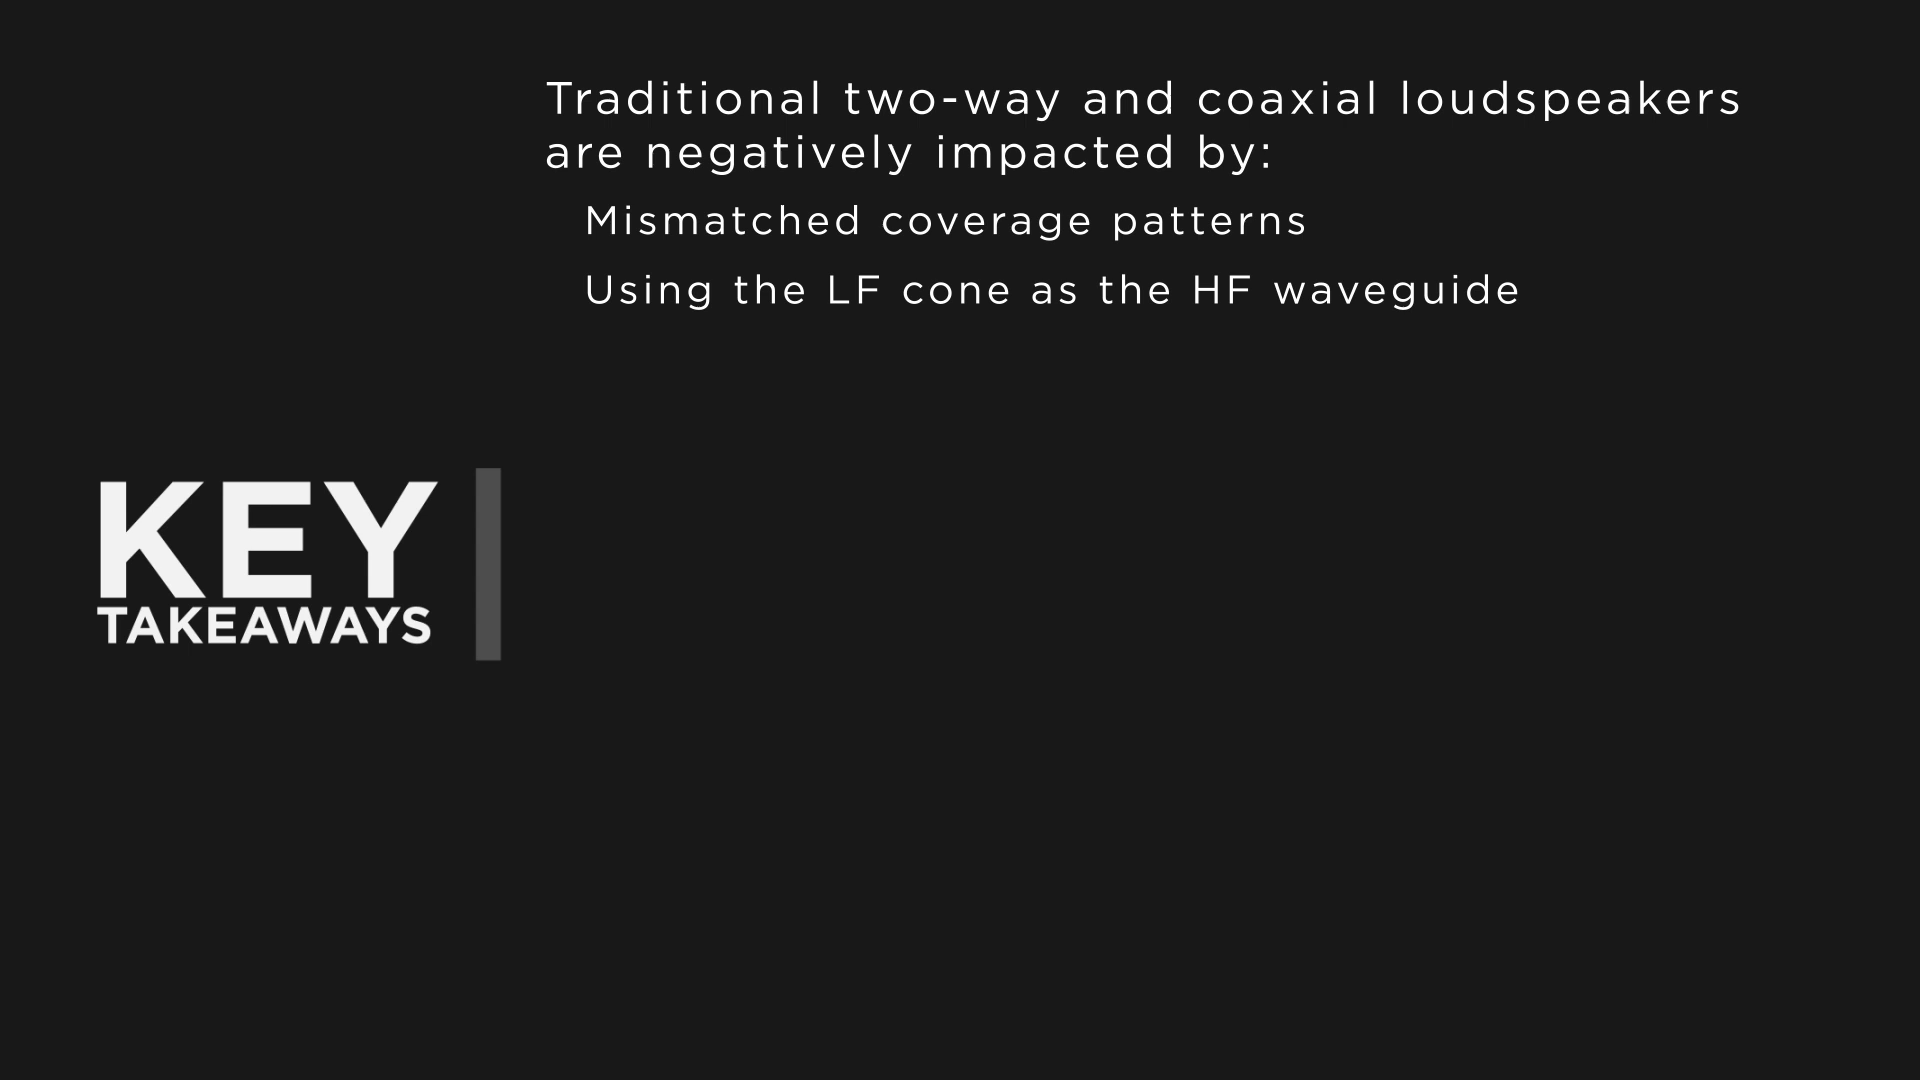 Traditional two-way and coaxial loudspeakers
are negatively impacted by:
Mismatched coverage patterns
Using the LF cone as the HF waveguide
KEY
TAKEAWAYS